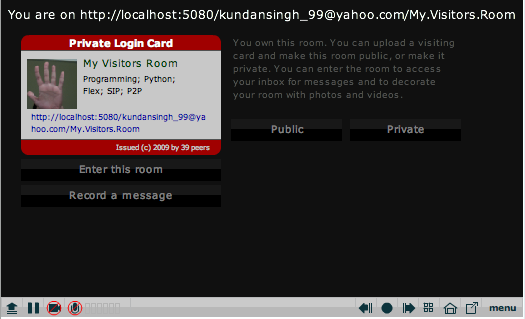 You are on http://localhost:5080/kundansingh_99@yahoo.com/My.Visitors.Room
Private Login Card
My Visitors Room
Programming; Python;
Flex; SIP; P2P
http://localhost:5080/kundansingh_99@ya
hoo.com/My.Visitors.Room
Issued (c) 2009 by 39 peers
Enter this room
Record a message
You own this room. You can upload a visiting
card and make this room public, or make it
private. You can enter the room to access
your inbox for messages and to decorate
your room with photos and videos.
Public
Private
menu